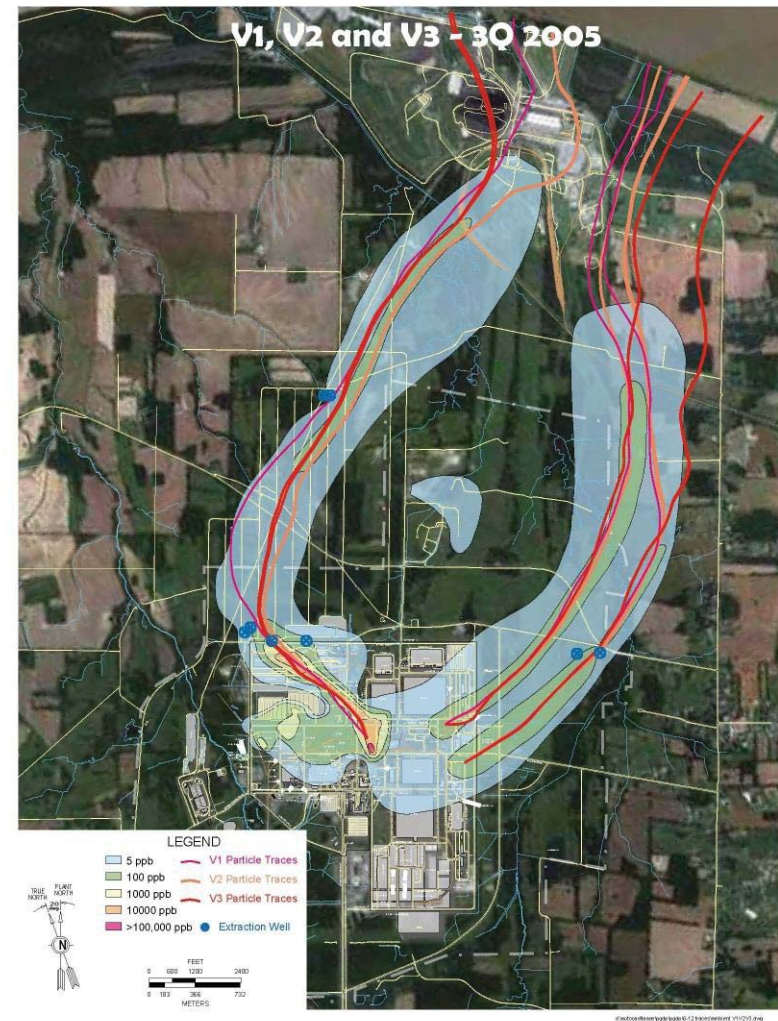 V1, V2 and V3 - 3Q 2005
LEGEND
5 ppb
100 ppb
1000 ppb
10000 ppb
>100,000 ppb
V1 Particle Traces
V2 Particle Traces
V3 Particle Traces
Extraction Well
TRUE NORTH
PLANT NORTH
N
FEET
0 600 1200 2400
0 183 366 732
METERS